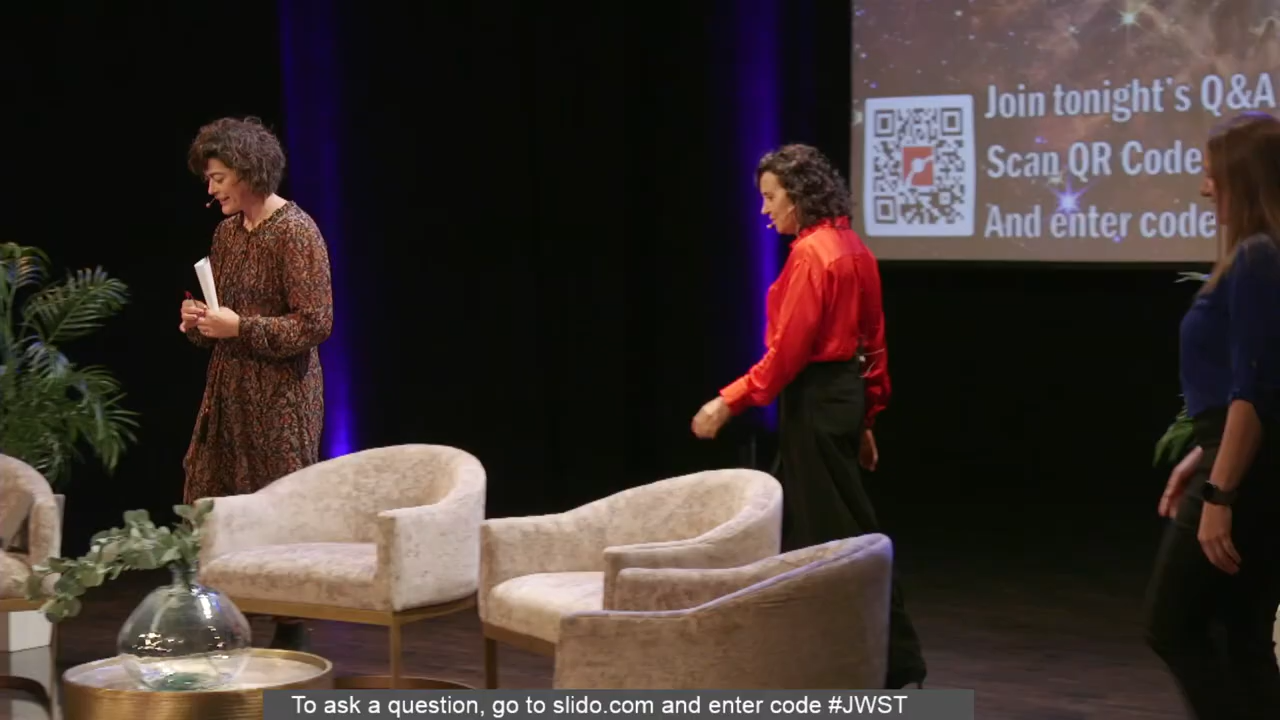 Join tonight's Q&A
Scan QR Code
And enter code
To ask a question, go to slido.com and enter code #JWST